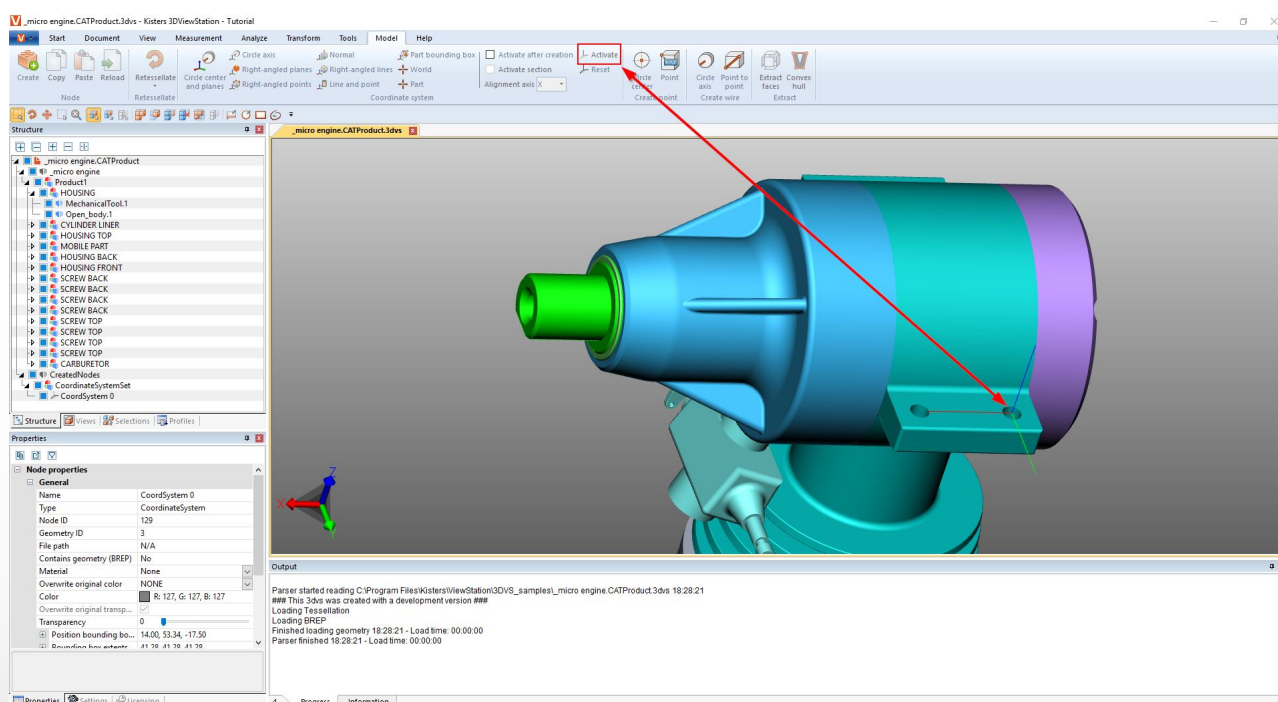 _micro engine.CATProduct.3dvs - Kisters 3DViewStation - Tutorial
Start Document View Measurement Analyze Transform Tools Model Help
Create Copy Paste Reload
Node
Retessellate
Retessellate
Circle center and planes
Circle axis
Right-angled planes
Right-angled points
Normal
Right-angled lines
Line and point
Part bounding box
World
Part
Activate after creation
Activate section
Alignment axis X
Activate
Reset
Coordinate system
Circle center
Point
Create point
Circle axis
Point to point
Create wire
Extract faces
Convex hull
Extract
Structure
_micro engine.CATProduct
_micro engine
Product1
HOUSING
MechanicalTool.1
Open_body.1
CYLINDER LINER
HOUSING TOP
MOBILE PART
HOUSING BACK
HOUSING FRONT
SCREW BACK
SCREW BACK
SCREW BACK
SCREW BACK
SCREW TOP
SCREW TOP
SCREW TOP
SCREW TOP
CARBURETOR
CreatedNodes
CoordinateSystemSet
CoordSystem 0
Structure Views Selections Profiles
Properties
Node properties
General
Name CoordSystem 0
Type CoordinateSystem
Node ID 129
Geometry ID 3
File path N/A
Contains geometry (BREP) No
Material None
Overwrite original color NONE
Color R: 127, G: 127, B: 127
Overwrite original transp...
Transparency 0
Position bounding bo... 14.00, 53.34, -17.50
Bounding box extents 41.28, 41.28, 41.28
Properties Settings Licensing
_micro engine.CATProduct.3dvs
Z
X
Y
Output
Parser started reading C:\Program Files\Kisters\ViewStation\3DVS_samples\_micro engine.CATProduct.3dvs 18:28:21
### This 3dvs was created with a development version ###
Loading Tessellation
Loading BREP
Finished loading geometry 18:28:21 - Load time: 00:00:00
Parser finished 18:28:21 - Load time: 00:00:00
Progress Information